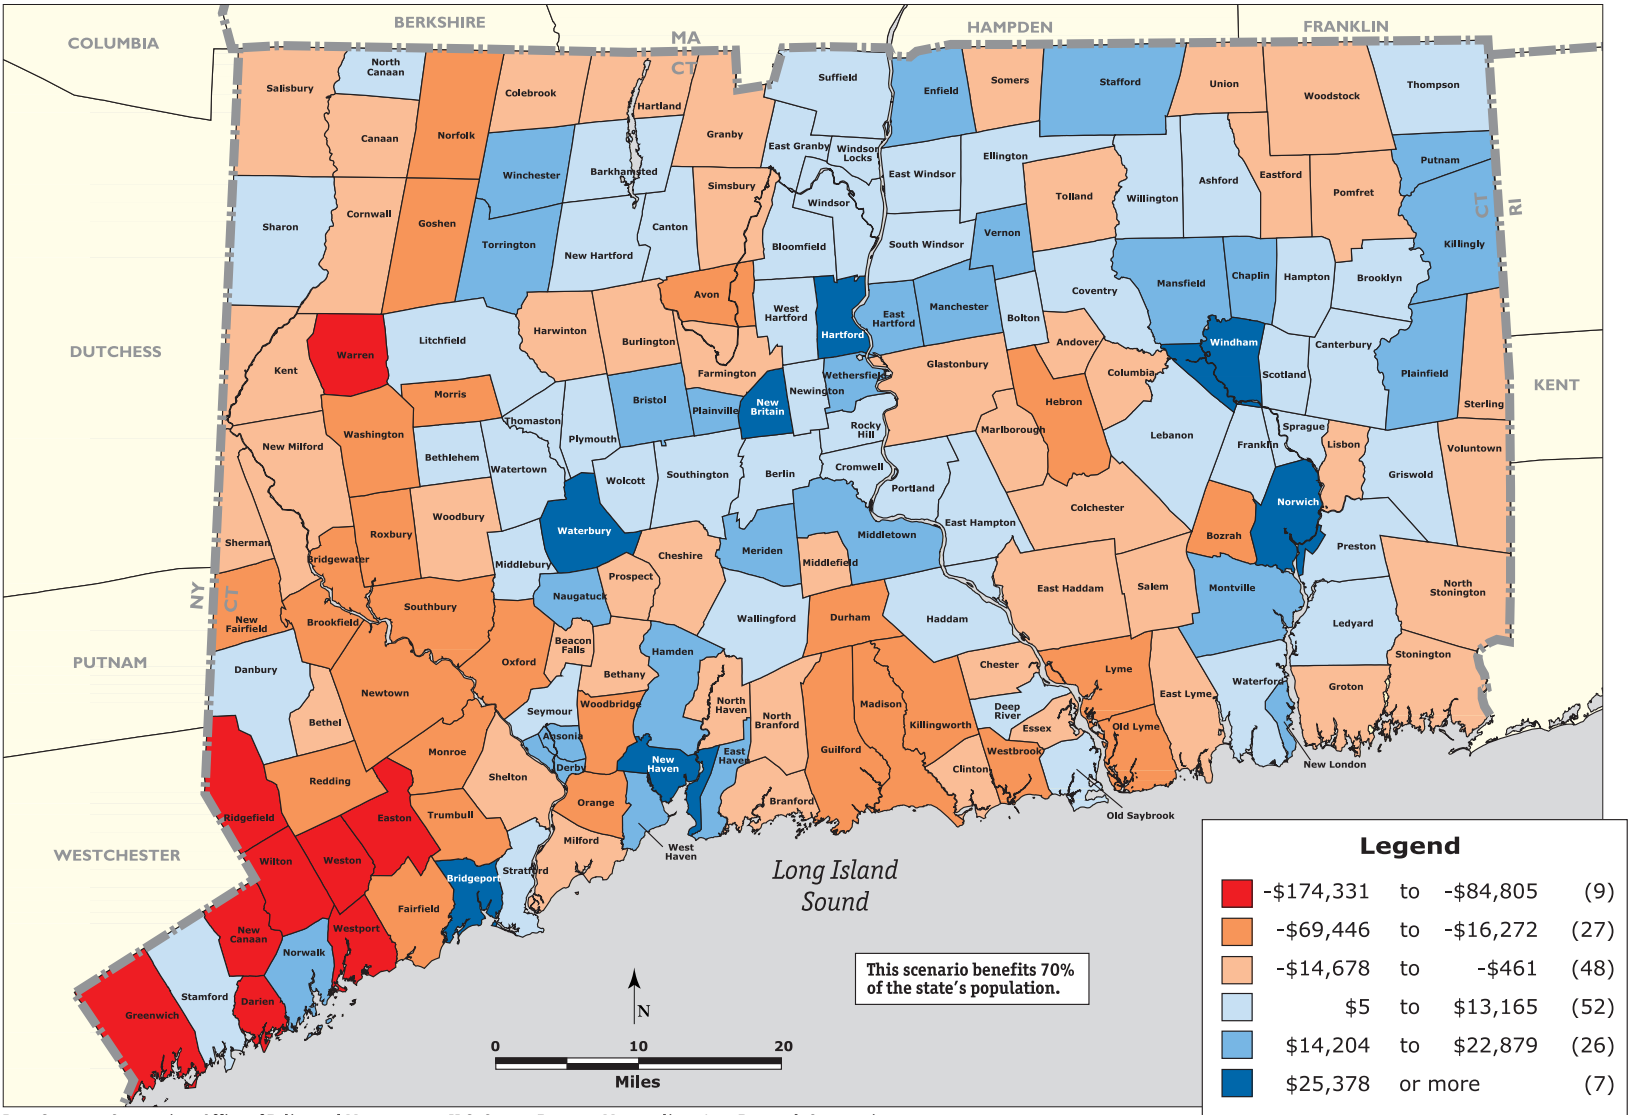 BERKSHIRE
HAMPDEN
FRANKLIN
COLUMBIA
MA
CT
North
Canaan
Suffield
Salisbury
Colebrook
Hartland
Enfield
Somers
Stafford
Union
Woodstock
Thompson
Canaan
Norfolk
Granby
East Granby
Windsor
Locks
Ellington
Putnam
Winchester
Barkhamsted
Simsbury
East Windsor
Willington
Ashford
Eastford
Pomfret
Tolland
Windsor
CT
RI
Sharon
Cornwall
Goshen
Torrington
New Hartford
Canton
Bloomfield
South Windsor
Vernon
Killingly
Mansfield
Chaplin
Hampton
Brooklyn
Coventry
Avon
West
Hartford
Hartford
East
Hartford
Manchester
Bolton
DUTCHESS
Warren
Litchfield
Harwinton
Burlington
Farmington
Andover
Windham
Canterbury
Kent
Glastonbury
Columbia
Scotland
Plainfield
KENT
Sterling
Wethersfield
Newington
Morris
Bristol
Plainville
New
Britain
Hebron
Washington
Thomaston
Plymouth
Rocky
Hill
Marlborough
Lebanon
Franklin
Sprague
Lisbon
Voluntown
New Milford
Bethlehem
Watertown
Wolcott
Southington
Berlin
Cromwell
Portland
Griswold
Norwich
Woodbury
Waterbury
East Hampton
Colchester
Bozrah
Preston
Sherman
Bridgewater
Roxbury
Middlebury
Cheshire
Meriden
Middletown
Middlefield
Prospect
Naugatuck
East Haddam
Salem
Montville
North
Stonington
NY
CT
New
Fairfield
Brookfield
Southbury
Wallingford
Durham
Haddam
Ledyard
PUTNAM
Danbury
Oxford
Beacon
Falls
Bethany
Hamden
Chester
Lyme
Stonington
Newtown
Woodbridge
North
Haven
North
Branford
Madison
Killingworth
Deep
River
Essex
East Lyme
Waterford
Groton
Bethel
Seymour
Ansonia
Derby
Old Lyme
Monroe
New
Haven
East
Haven
Guilford
Westbrook
Clinton
New London
Redding
Shelton
Orange
Branford
Old Saybrook
Ridgefield
Easton
Trumbull
West
Haven
Milford
WESTCHESTER
Wilton
Weston
Bridgeport
Stratford
Long Island
Sound
Fairfield
New
Canaan
Westport
Norwalk
Stamford
Darien
Greenwich
This scenario benefits 70%
of the state's population.
N
0 10 20
Miles
Legend
-$174,331 to -$84,805 (9)
-$69,446 to -$16,272 (27)
-$14,678 to -$461 (48)
$5 to $13,165 (52)
$14,204 to $22,879 (26)
$25,378 or more (7)